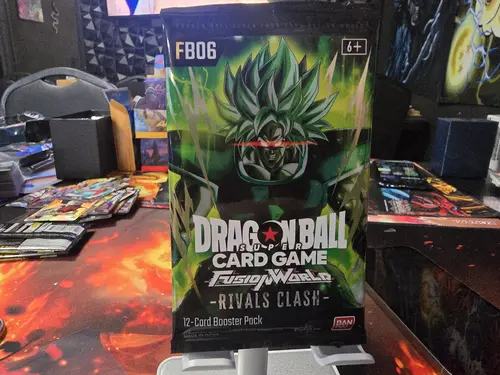 FB06
6+
DRAGON BALL
SUPER
CARD GAME
FUSION WORLD
-RIVALS CLASH-
12-Card Booster Pack
BAN